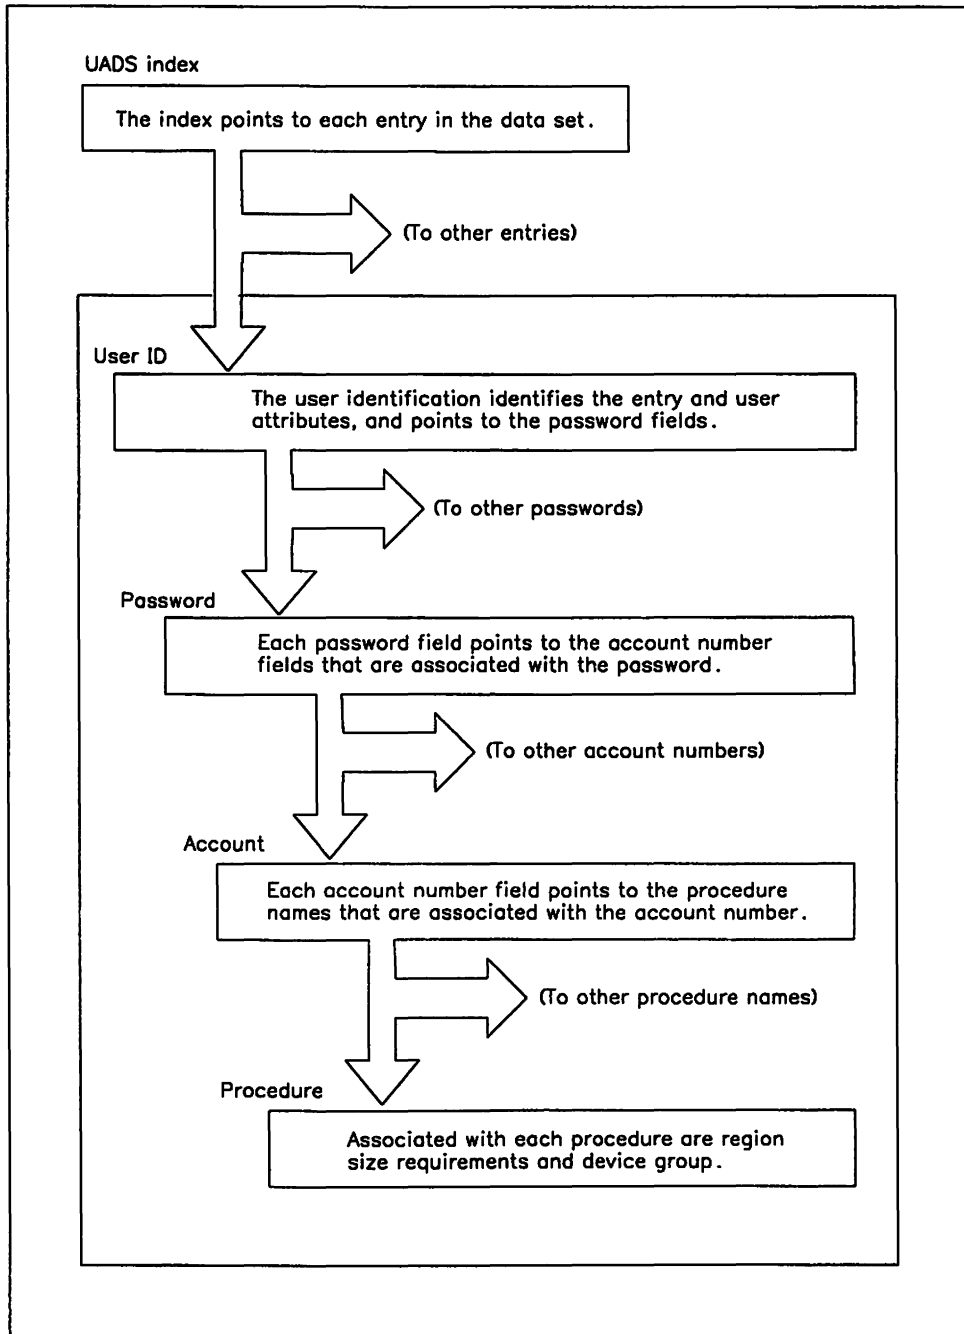 UADS index
The index points to each entry in the data set.
(To other entries)
User ID
The user identification identifies the entry and user
attributes, and points to the password fields.
(To other passwords)
Password
Each password field points to the account number
fields that are associated with the password.
(To other account numbers)
Account
Each account number field points to the procedure
names that are associated with the account number.
(To other procedure names)
Procedure
Associated with each procedure are region
size requirements and device group.